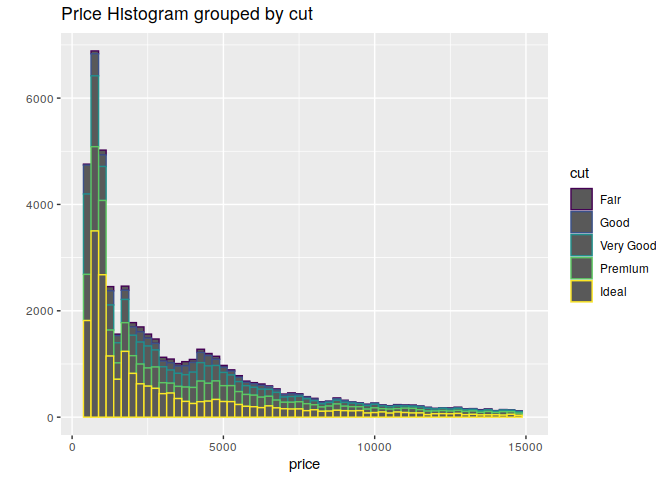 Price Histogram grouped by cut
6000
4000
2000
0
0 5000 10000 15000
price
cut
Fair
Good
Very Good
Premium
Ideal